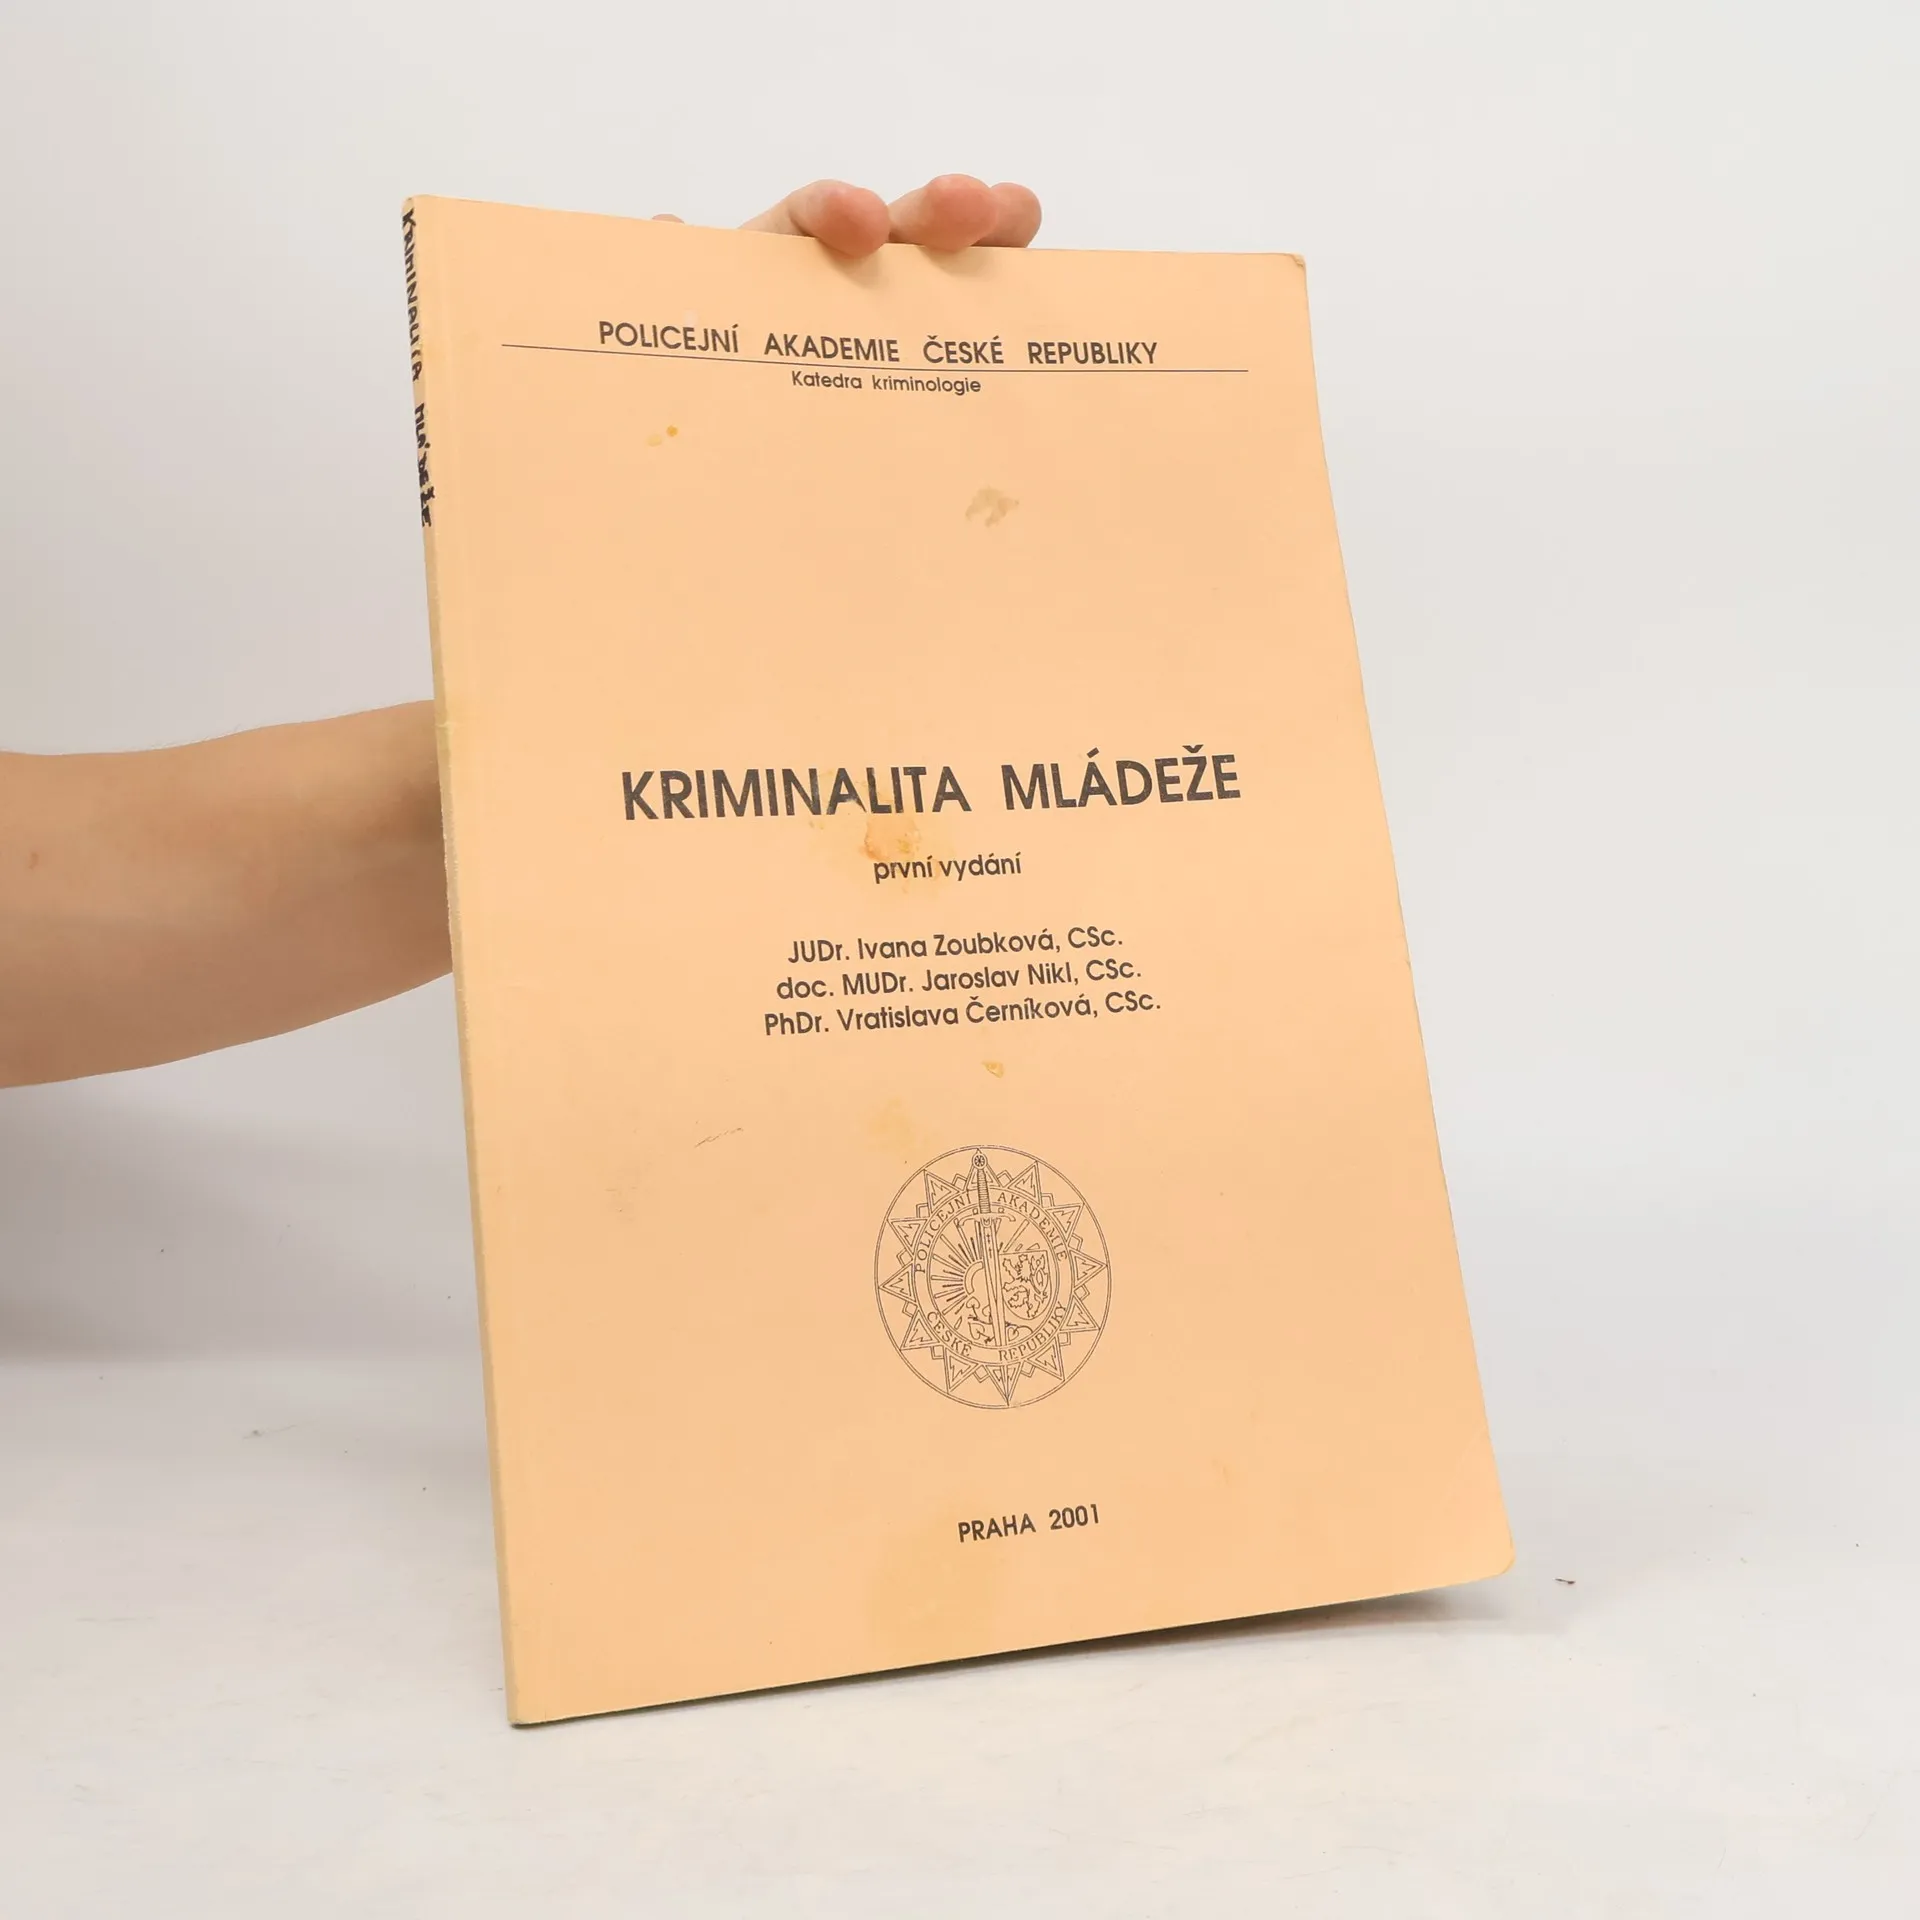 KRIMINALITA MLÁDEŽE
POLICEJNÍ AKADEMIE ČESKÉ REPUBLIKY
Katedra kriminologie
KRIMINALITA MLÁDEŽE
první vydání
JUDr. Ivana Zoubková, CSc.
doc. MUDr. Jaroslav Nikl, CSc.
PhDr. Vratislava Černíková, CSc.
POLICEJNÍ AKADEMIE
ČESKÉ REPUBLIKY
PRAHA 2001